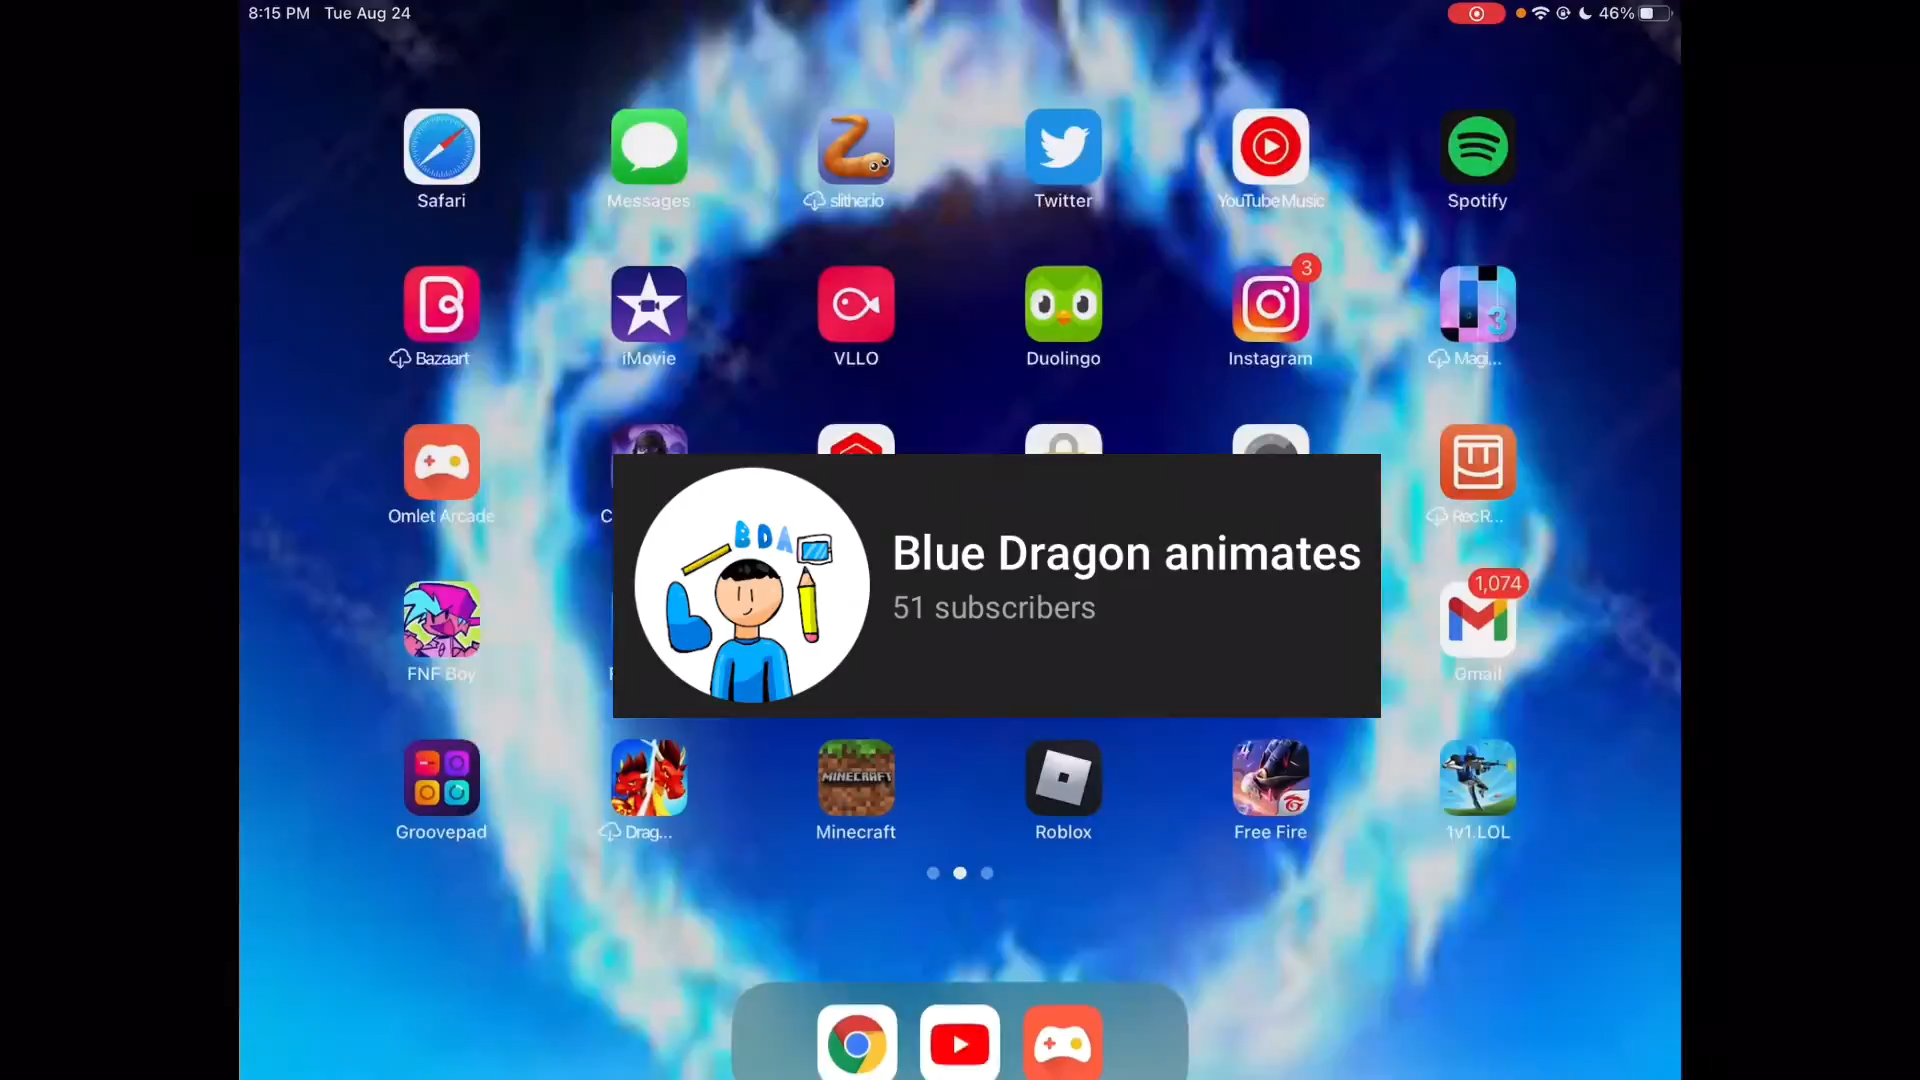 8:15 PM Tue Aug 24
46%
Safari
Messages
slither.io
Twitter
YouTube Music
Spotify
3
Bazaart
iMovie
VLLO
Duolingo
Instagram
3
Magi...
Omlet Arcade
C
RecR...
BDA
Blue Dragon animates
51 subscribers
1,074
FNF Boy
Gmail
MINECRAFT
Groovepad
Drag...
Minecraft
Roblox
Free Fire
1v1.LOL